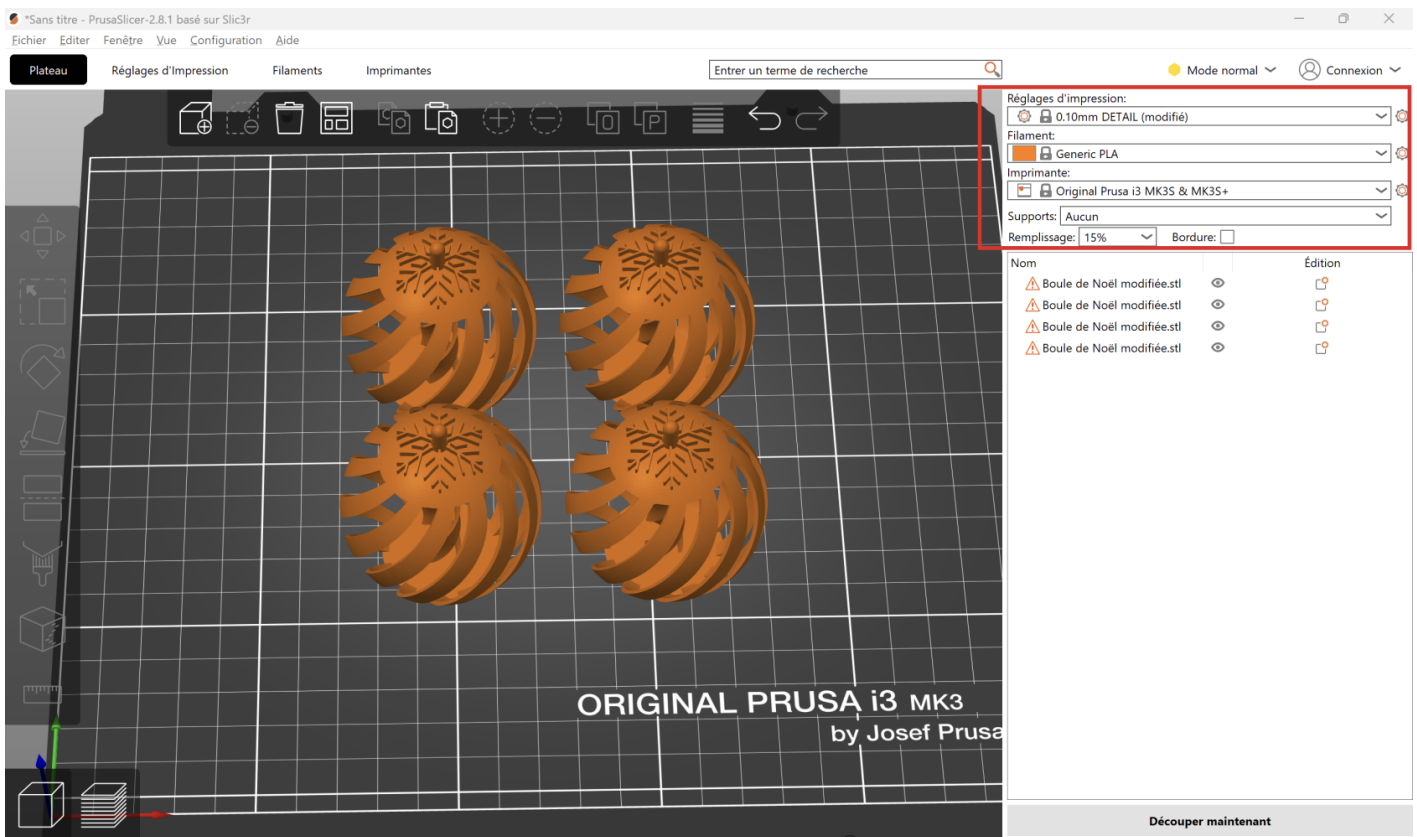 *Sans titre - PrusaSlicer-2.8.1 basé sur Slic3r
Fichier Editer Fenêtre Vue Configuration Aide
Plateau Réglages d'Impression Filaments Imprimantes Entrer un terme de recherche Mode normal Connexion
Réglages d'impression:
0.10mm DETAIL (modifié)
Filament:
Generic PLA
Imprimante:
Original Prusa i3 MK3S & MK3S+
Supports: Aucun
Remplissage: 15% Bordure:
Nom Édition
Boule de Noël modifiée.stl
Boule de Noël modifiée.stl
Boule de Noël modifiée.stl
Boule de Noël modifiée.stl
ORIGINAL PRUSA i3 MK3
by Josef Prusa
Découper maintenant